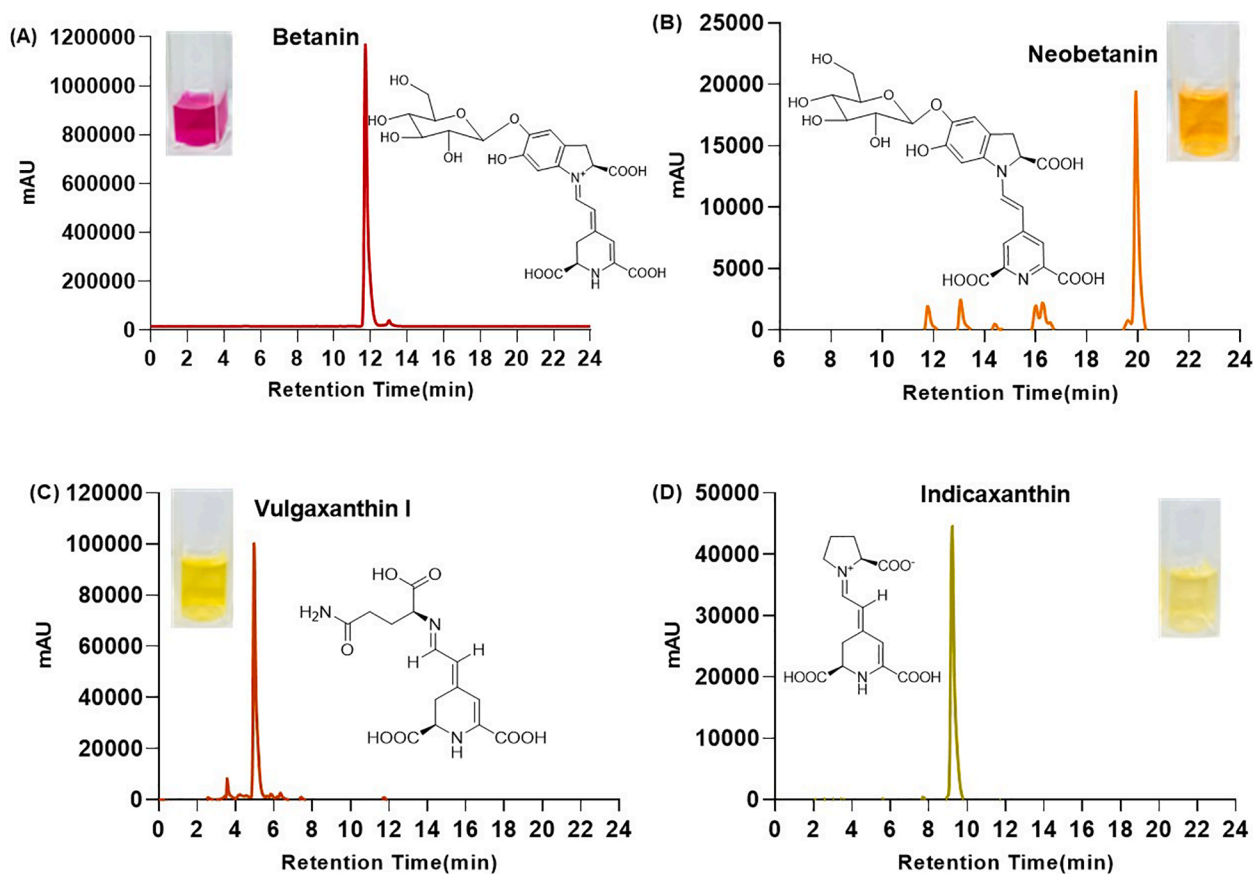 (A)
Betanin
1200000
1000000
800000
600000
400000
200000
0
mAU
0 2 4 6 8 10 12 14 16 18 20 22 24
Retention Time(min)
HO
HO
HO
OH
O
O
HO
N+
COOH
HOOC
N
H
COOH
(B)
Neobetanin
25000
20000
15000
10000
5000
0
mAU
6 8 10 12 14 16 18 20 22 24
Retention Time(min)
HO
HO
HO
OH
O
O
HO
N
COOH
HOOC
N
COOH
(C)
Vulgaxanthin I
120000
100000
80000
60000
40000
20000
0
mAU
0 2 4 6 8 10 12 14 16 18 20 22 24
Retention Time(min)
HO
O
H2N
O
N
H
H
HOOC
N
H
COOH
(D)
Indicaxanthin
50000
40000
30000
20000
10000
0
mAU
0 2 4 6 8 10 12 14 16 18 20 22 24
Retention Time(min)
N+
COO-
H
HOOC
N
H
COOH